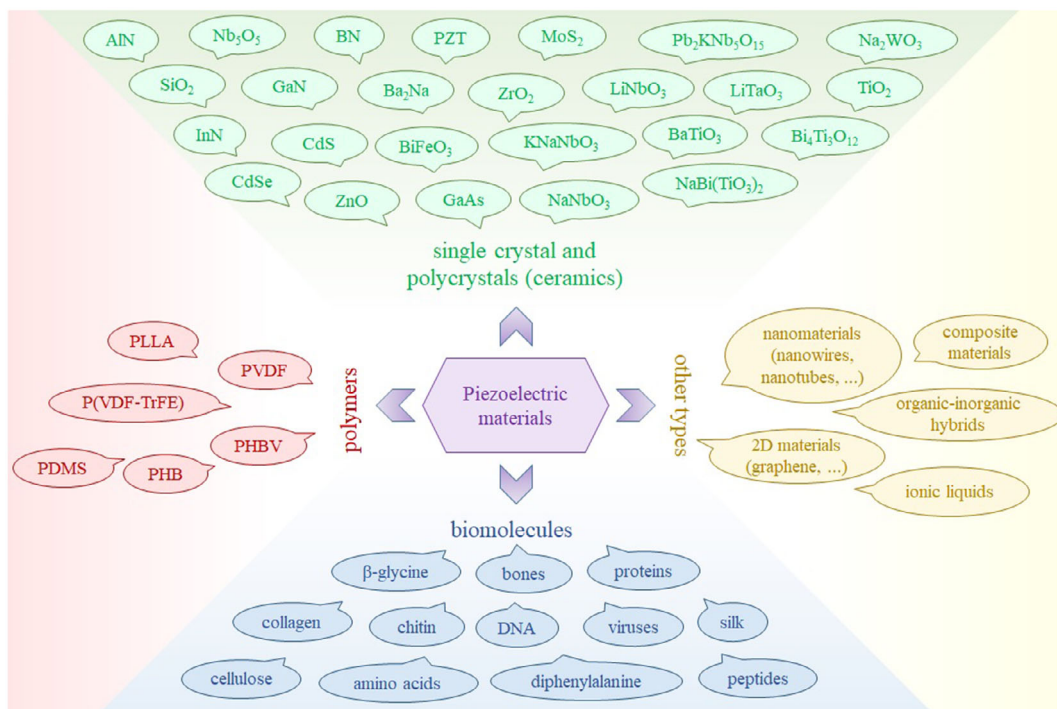 AlN
Nb₅O₅
BN
PZT
MoS₂
Pb₂KNb₅O₁₅
Na₂WO₃
SiO₂
GaN
Ba₂Na
ZrO₂
LiNbO₃
LiTaO₃
TiO₂
InN
CdS
BiFeO₃
KNaNbO₃
BaTiO₃
Bi₄Ti₃O₁₂
CdSe
ZnO
GaAs
NaNbO₃
NaBi(TiO₃)₂
single crystal and
polycrystals (ceramics)
PLLA
PVDF
P(VDF-TrFE)
PHBV
PDMS
PHB
polymers
Piezoelectric
materials
other types
nanomaterials
(nanowires,
nanotubes, ...)
composite
materials
organic-inorganic
hybrids
2D materials
(graphene, ...)
ionic liquids
biomolecules
β-glycine
bones
proteins
collagen
chitin
DNA
viruses
silk
cellulose
amino acids
diphenylalanine
peptides